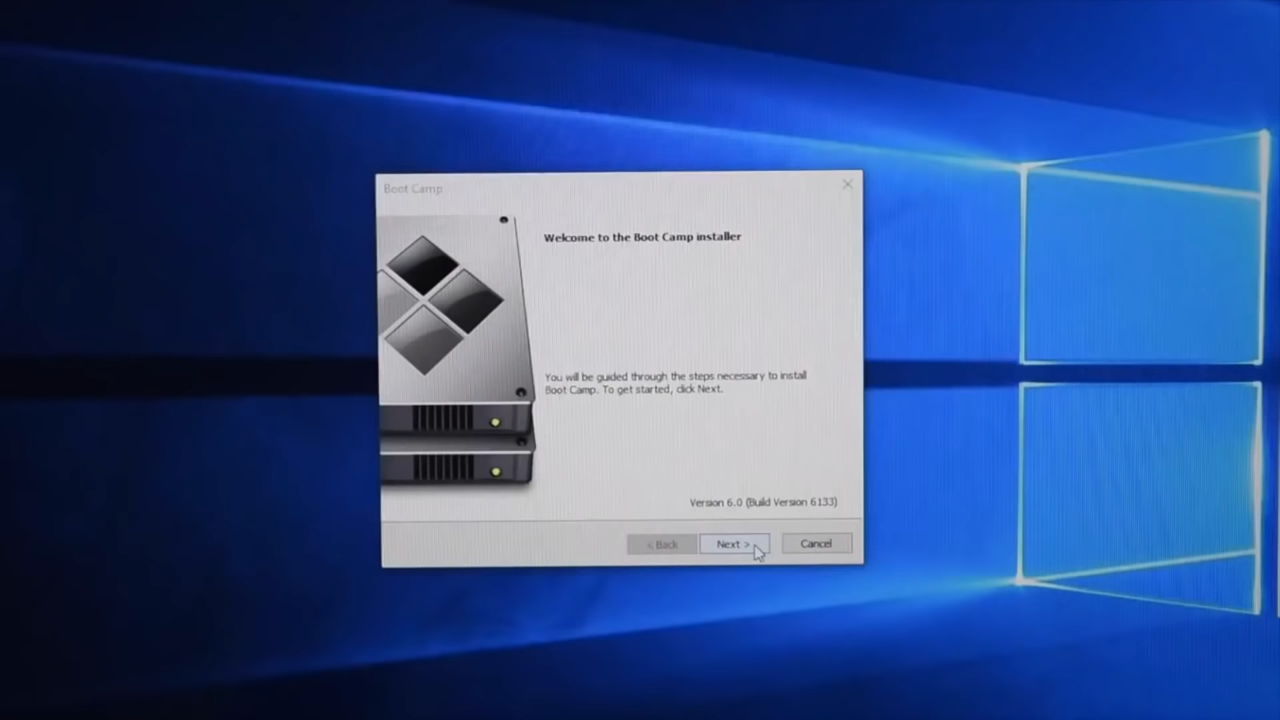 Boot Camp
Welcome to the Boot Camp installer
You will be guided through the steps necessary to install
Boot Camp. To get started, click Next.
Version 6.0 (Build Version 6133)
< Back
Next >
Cancel